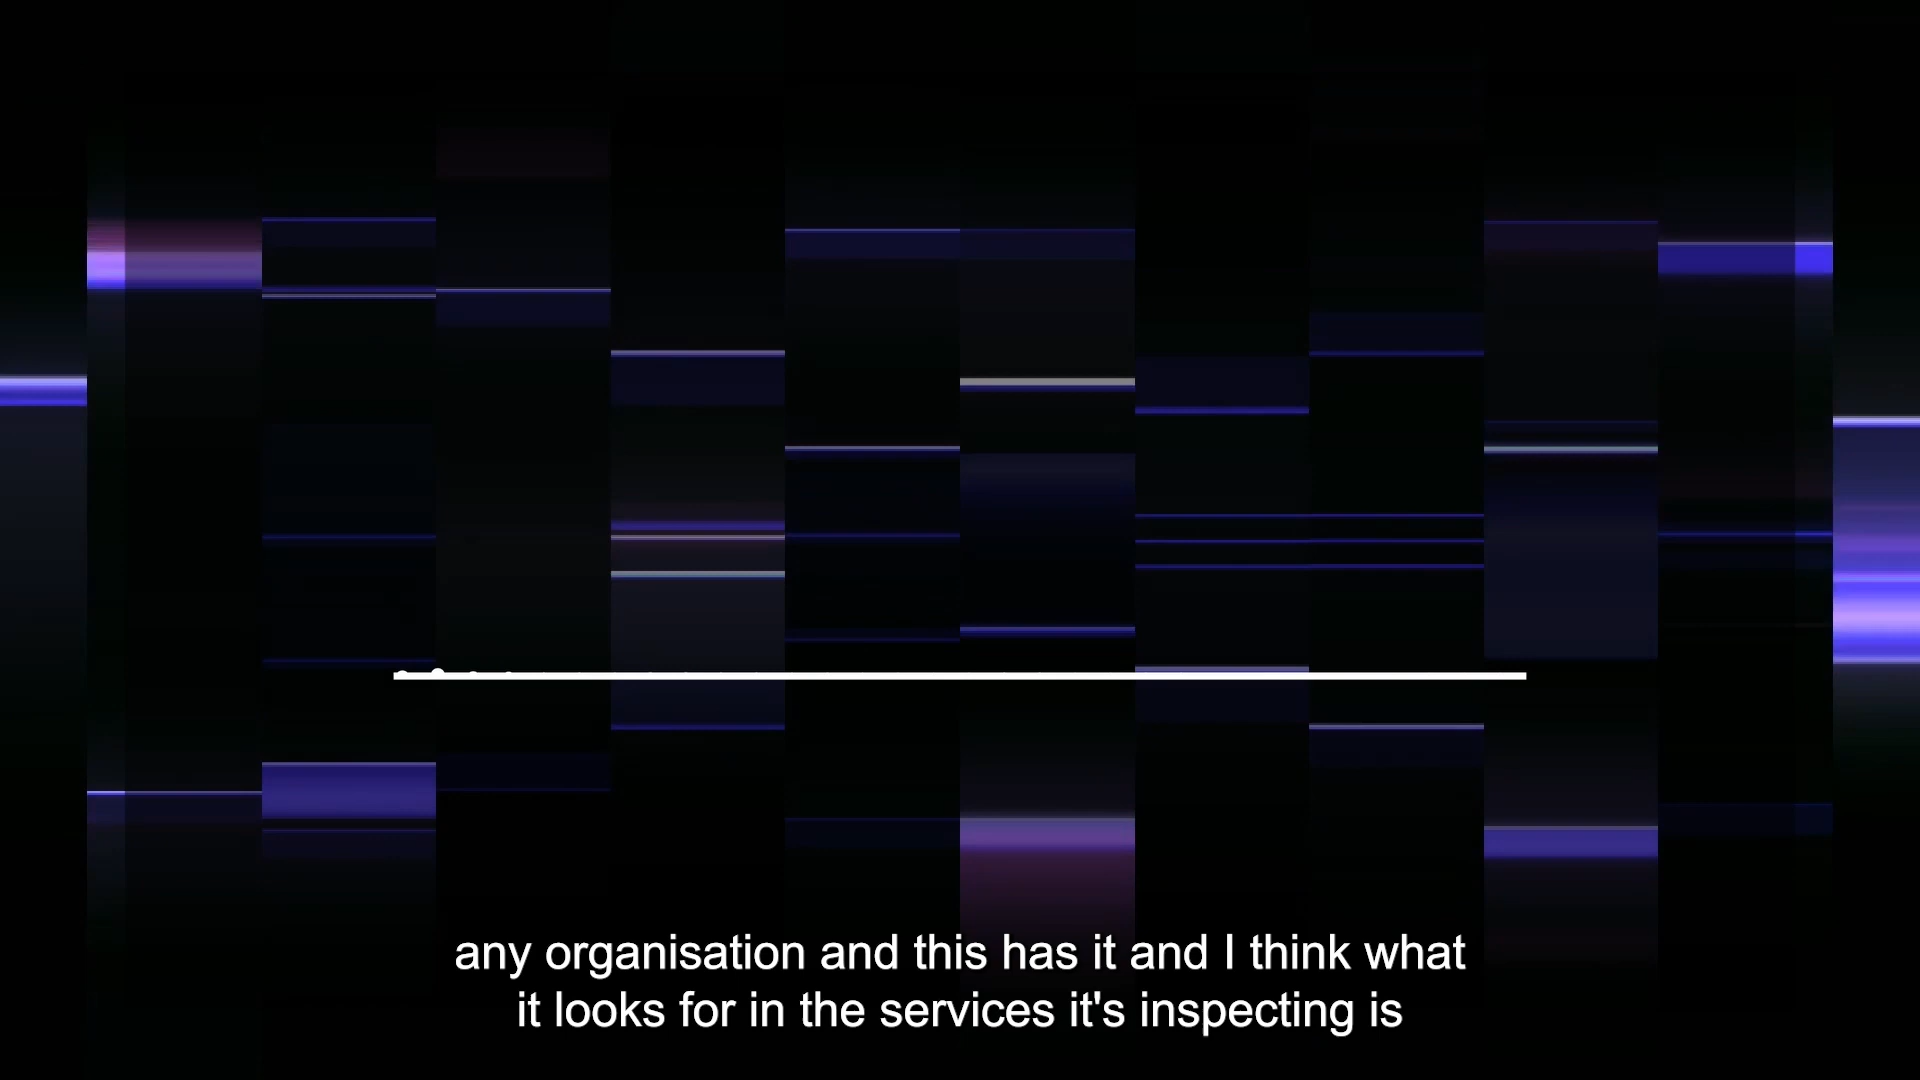 any organisation and this has it and I think what
it looks for in the services it's inspecting is